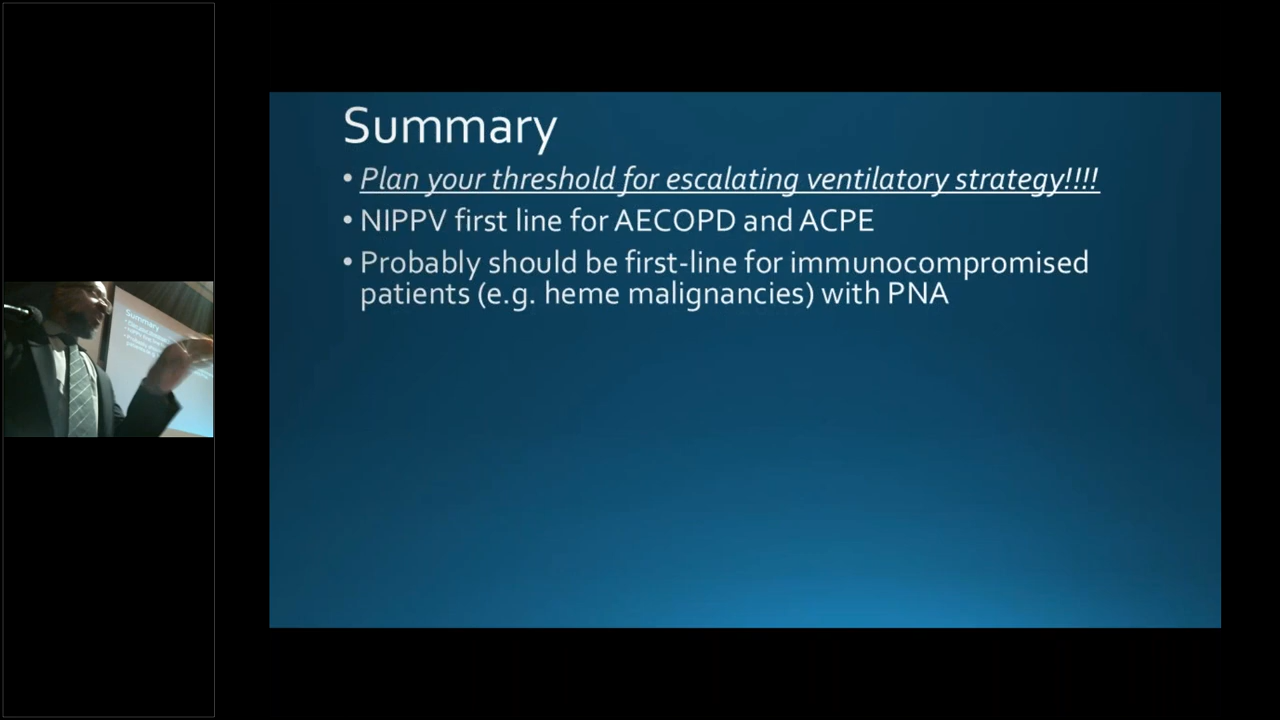 Summary
• Plan your threshold for escalating ventilatory strategy!!!!
• NIPPV first line for AECOPD and ACPE
• Probably should be first-line for immunocompromised
patients (e.g. heme malignancies) with PNA
Summary